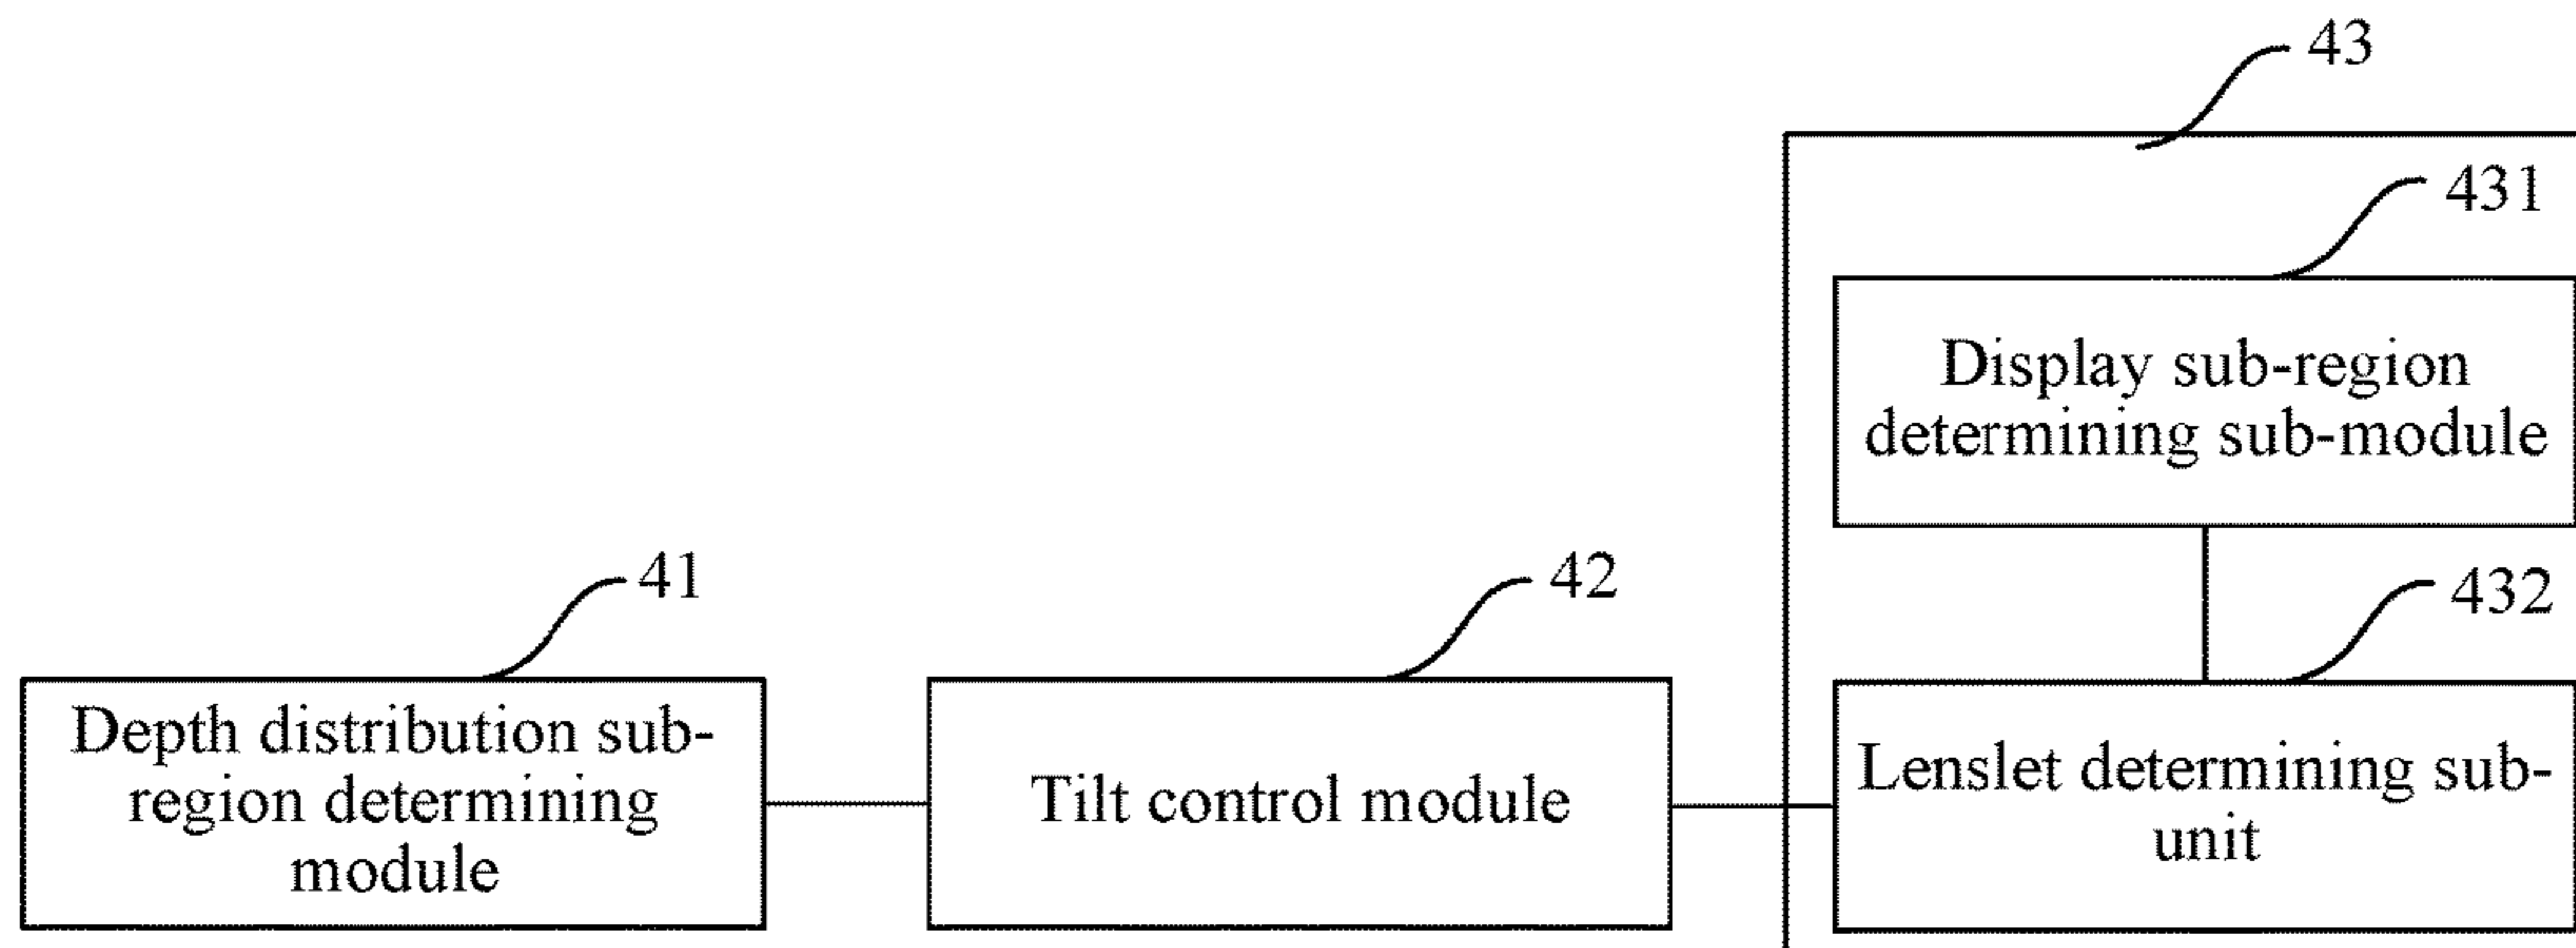 43
431
Display sub-region
determining sub-module
41
42
432
Depth distribution sub-
region determining
module
Tilt control module
Lenslet determining sub-
unit